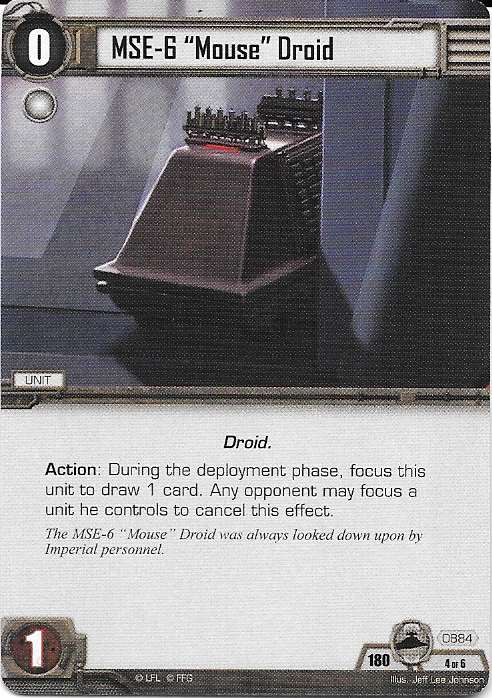 0
MSE-6 “Mouse” Droid
UNIT
Droid.
Action: During the deployment phase, focus this
unit to draw 1 card. Any opponent may focus a
unit he controls to cancel this effect.
The MSE-6 “Mouse” Droid was always looked down upon by
Imperial personnel.
1
180
0884
4 of 6
© LFL © FFG
Illus. Jeff Lee Johnson